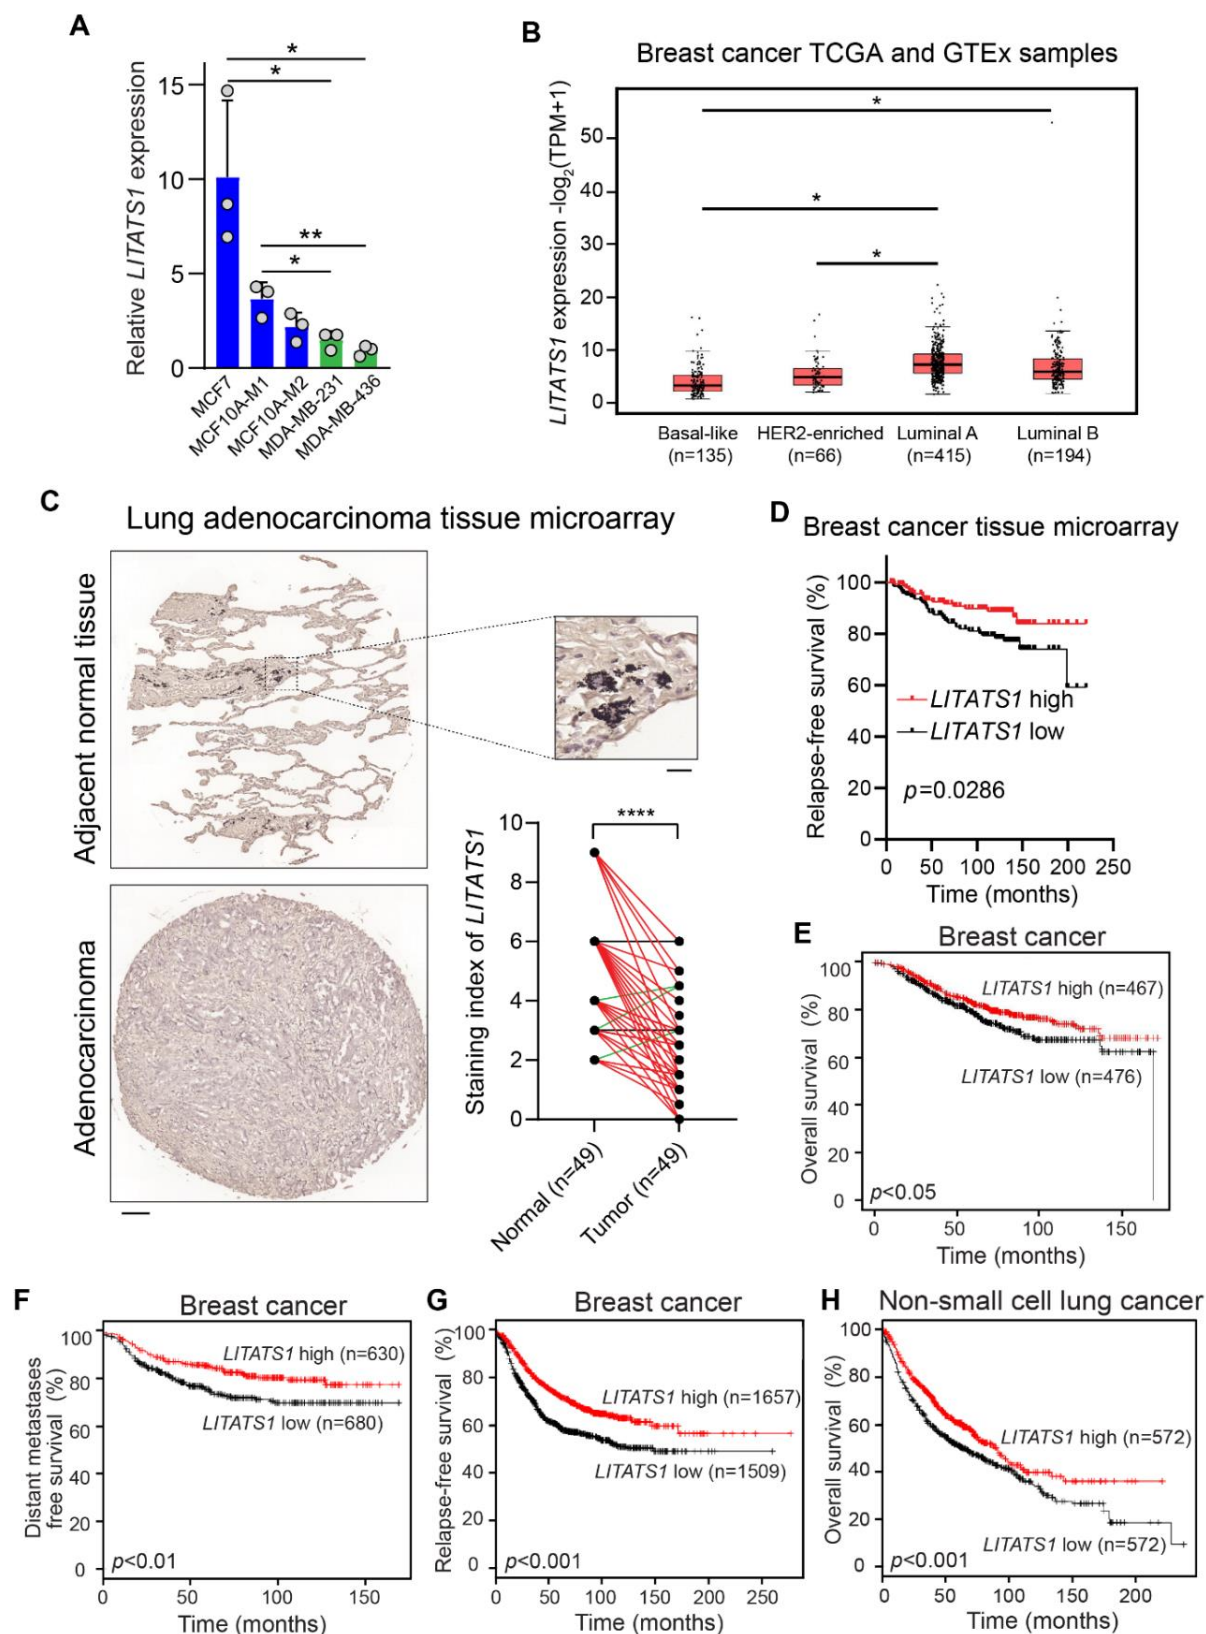 A
Relative LITATS1 expression
15
10
5
0
*
*
**
*
MCF7
MCF10A-M1
MCF10A-M2
MDA-MB-231
MDA-MB-436
B
Breast cancer TCGA and GTEx samples
LITATS1 expression -log2(TPM+1)
50
40
30
20
10
0
*
*
*
Basal-like
(n=135)
HER2-enriched
(n=66)
Luminal A
(n=415)
Luminal B
(n=194)
C
Lung adenocarcinoma tissue microarray
Adjacent normal tissue
Adenocarcinoma
Staining index of LITATS1
10
8
6
4
2
0
****
Normal (n=49)
Tumor (n=49)
D
Breast cancer tissue microarray
Relapse-free survival (%)
100
80
60
40
20
0
LITATS1 high
LITATS1 low
p=0.0286
0 50 100 150 200 250
Time (months)
E
Breast cancer
Overall survival (%)
100
80
60
40
20
0
LITATS1 high (n=467)
LITATS1 low (n=476)
p<0.05
0 50 100 150
Time (months)
F
Breast cancer
Distant metastases
free survival (%)
100
80
60
40
20
0
LITATS1 high (n=630)
LITATS1 low (n=680)
p<0.01
0 50 100 150
Time (months)
G
Breast cancer
Relapse-free survival (%)
100
80
60
40
20
0
LITATS1 high (n=1657)
LITATS1 low (n=1509)
p<0.001
0 50 100 150 200 250
Time (months)
H
Non-small cell lung cancer
Overall survival (%)
100
80
60
40
20
0
LITATS1 high (n=572)
LITATS1 low (n=572)
p<0.001
0 50 100 150 200
Time (months)